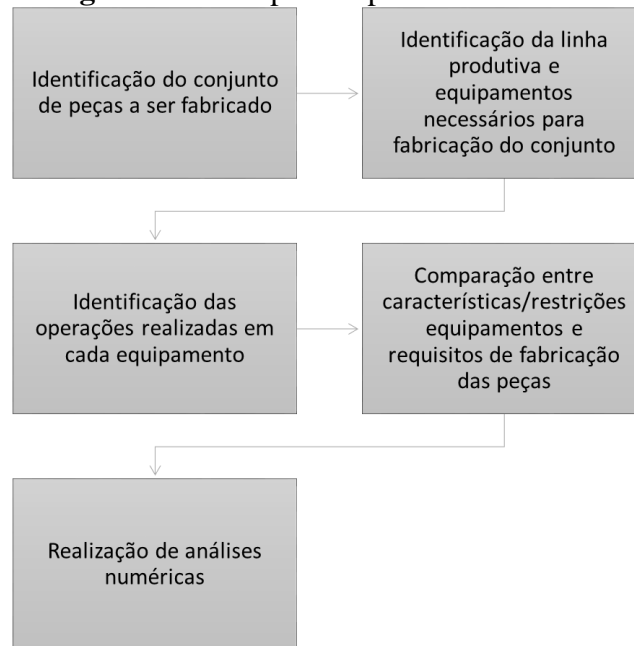 Identificação do conjunto
de peças a ser fabricado
Identificação da linha
produtiva e
equipamentos
necessários para
fabricação do conjunto
Identificação das
operações realizadas em
cada equipamento
Comparação entre
características/restrições
equipamentos e
requisitos de fabricação
das peças
Realização de análises
numéricas